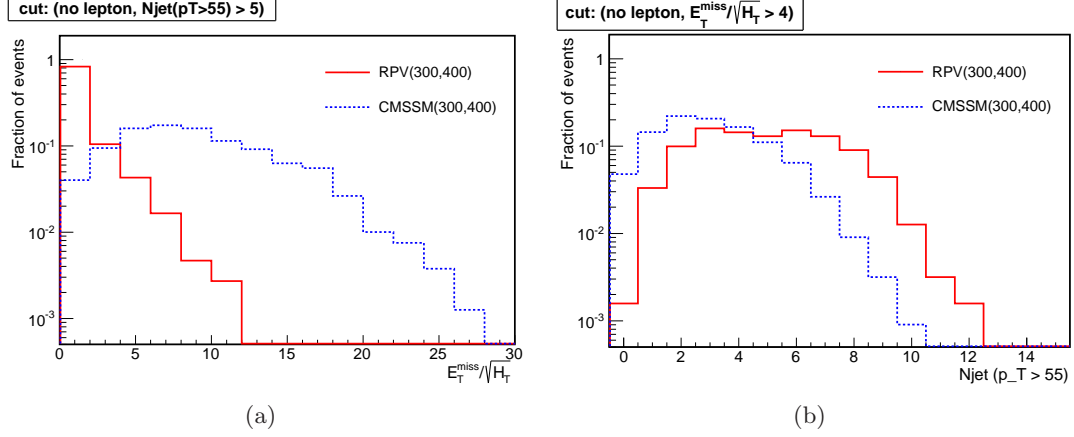 cut: (no lepton, Njet(pT>55) > 5)
Fraction of events
1
10⁻¹
10⁻²
10⁻³
RPV(300,400)
CMSSM(300,400)
0 5 10 15 20 25 30
E_T^miss/√H_T
(a)
cut: (no lepton, E_T^miss/√H_T > 4)
Fraction of events
1
10⁻¹
10⁻²
10⁻³
RPV(300,400)
CMSSM(300,400)
0 2 4 6 8 10 12 14
Njet (p_T > 55)
(b)